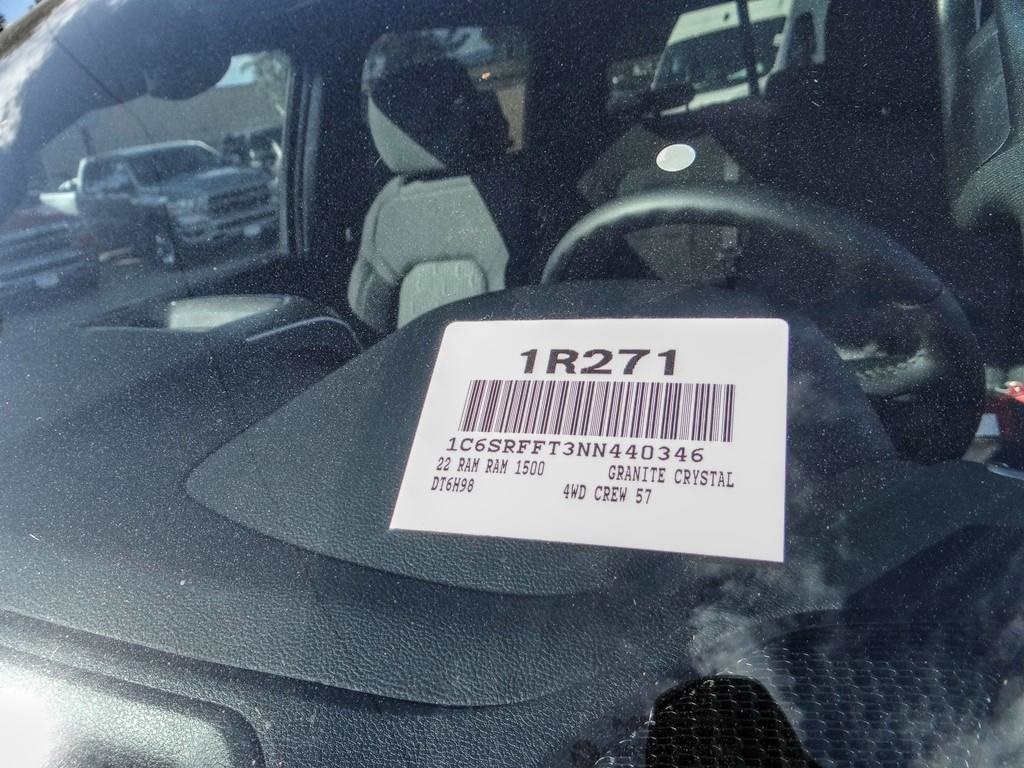 1R271
1C6SRFFT3NN440346
22 RAM RAM 1500 GRANITE CRYSTAL
DT6H98 4WD CREW 57